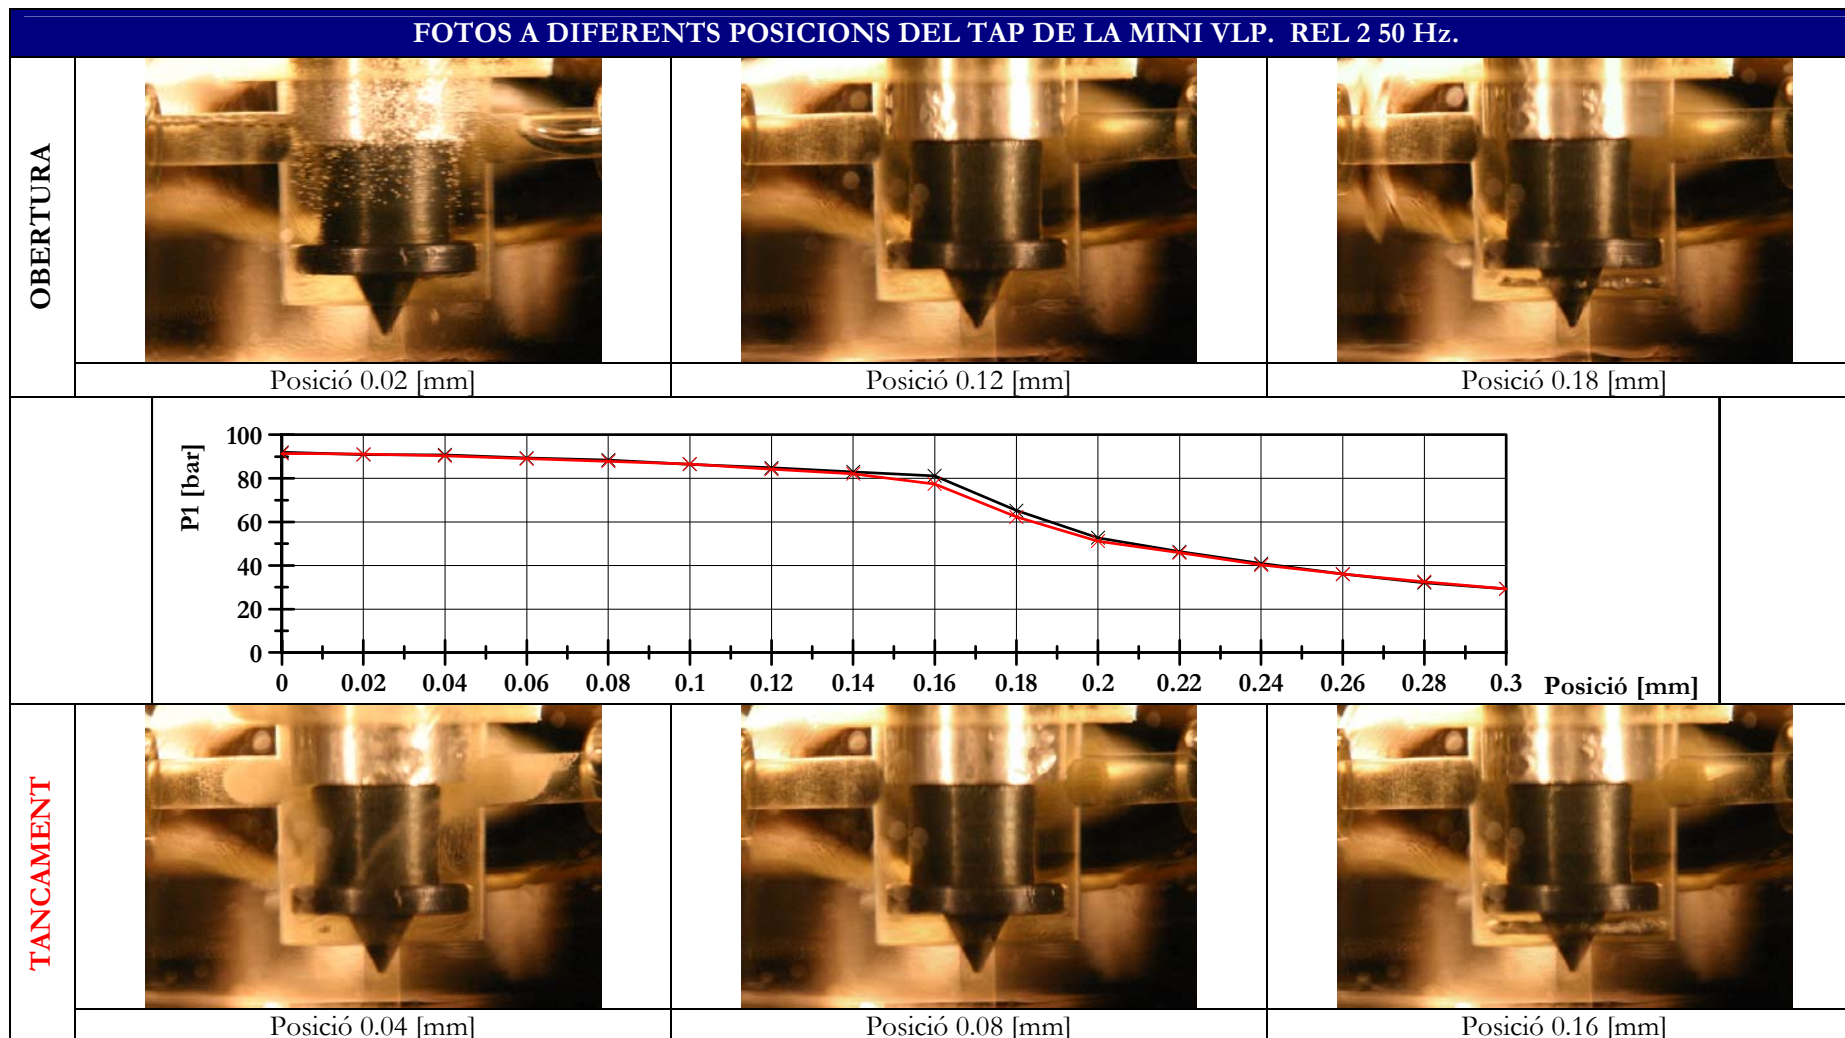 FOTOS A DIFERENTS POSICIONS DEL TAP DE LA MINI VLP. REL 2 50 Hz.
OBERTURA
Posició 0.02 [mm]
Posició 0.12 [mm]
Posició 0.18 [mm]
P1 [bar]
100
80
60
40
20
0
0 0.02 0.04 0.06 0.08 0.1 0.12 0.14 0.16 0.18 0.2 0.22 0.24 0.26 0.28 0.3 Posició [mm]
TANCAMENT
Posició 0.04 [mm]
Posició 0.08 [mm]
Posició 0.16 [mm]